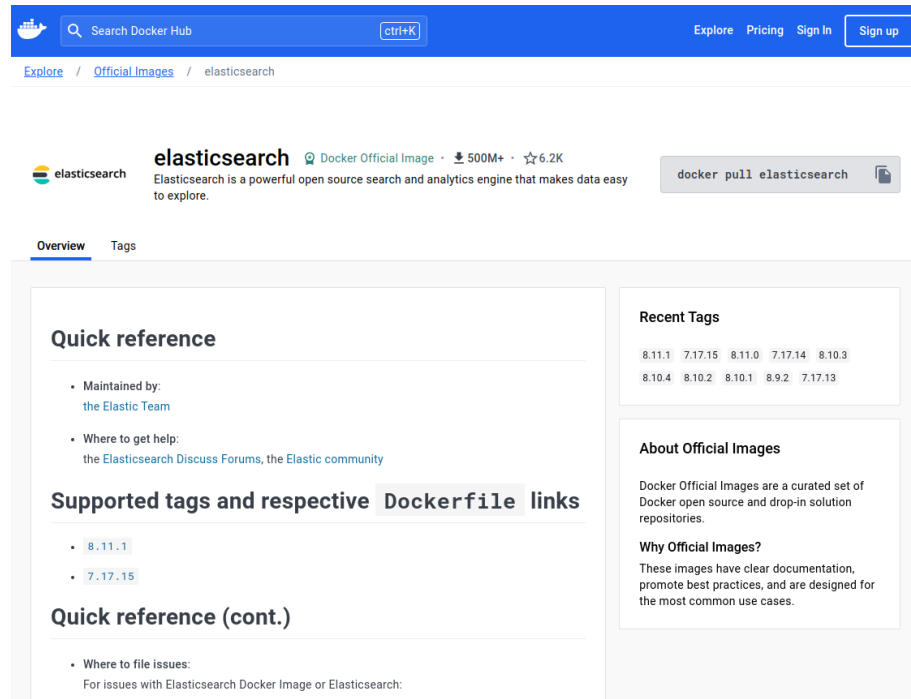 Search Docker Hub
ctrl+K
Explore Pricing Sign In Sign up
Explore / Official Images / elasticsearch
elasticsearch
elasticsearch Docker Official Image · 500M+ · 6.2K
Elasticsearch is a powerful open source search and analytics engine that makes data easy
to explore.
docker pull elasticsearch
Overview Tags
Quick reference
• Maintained by:
the Elastic Team
• Where to get help:
the Elasticsearch Discuss Forums, the Elastic community
Supported tags and respective Dockerfile links
• 8.11.1
• 7.17.15
Quick reference (cont.)
• Where to file issues:
For issues with Elasticsearch Docker Image or Elasticsearch:
Recent Tags
8.11.1 7.17.15 8.11.0 7.17.14 8.10.3
8.10.4 8.10.2 8.10.1 8.9.2 7.17.13
About Official Images
Docker Official Images are a curated set of
Docker open source and drop-in solution
repositories.
Why Official Images?
These images have clear documentation,
promote best practices, and are designed for
the most common use cases.